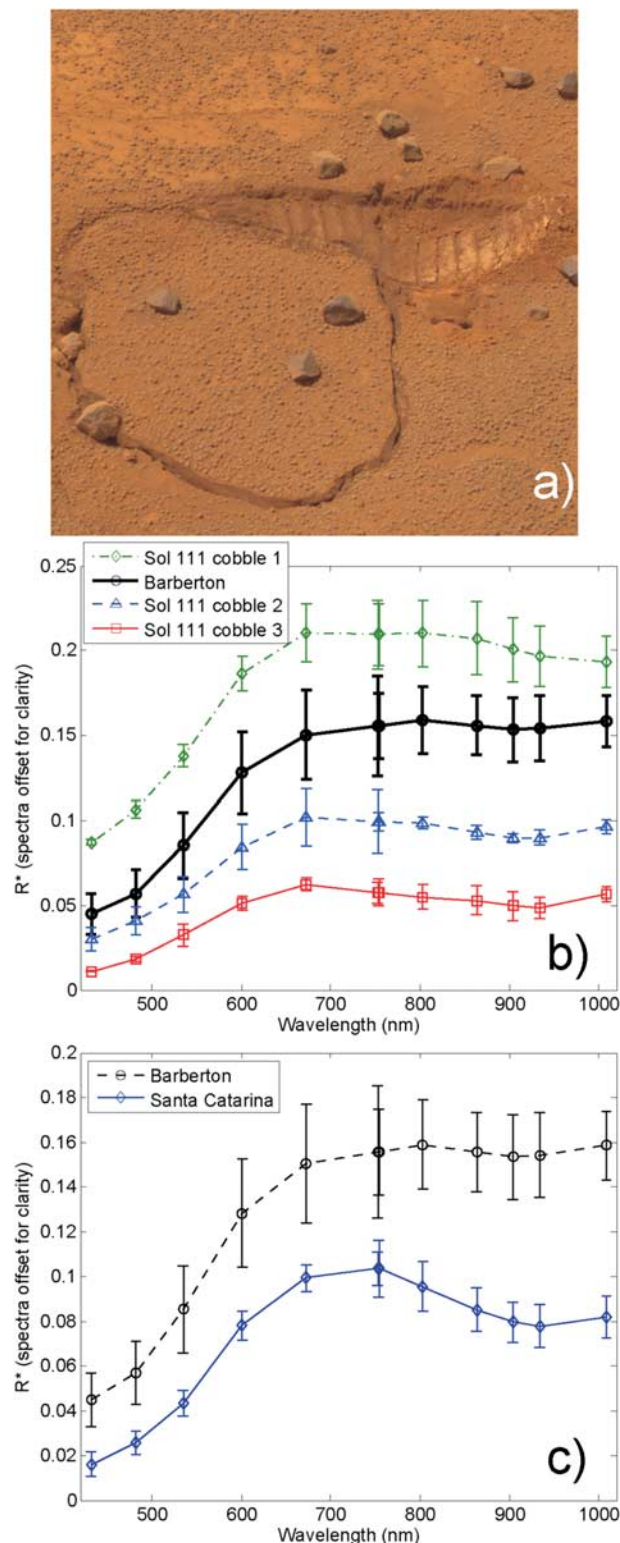 a)
0.25
Sol 111 cobble 1
Barberton
Sol 111 cobble 2
Sol 111 cobble 3
0.2
0.15
0.1
0.05
0
R* (spectra offset for clarity)
b)
500 600 700 800 900 1000
Wavelength (nm)
0.2
Barberton
Santa Catarina
0.18
0.16
0.14
0.12
0.1
0.08
0.06
0.04
0.02
0
R* (spectra offset for clarity)
c)
500 600 700 800 900 1000
Wavelength (nm)